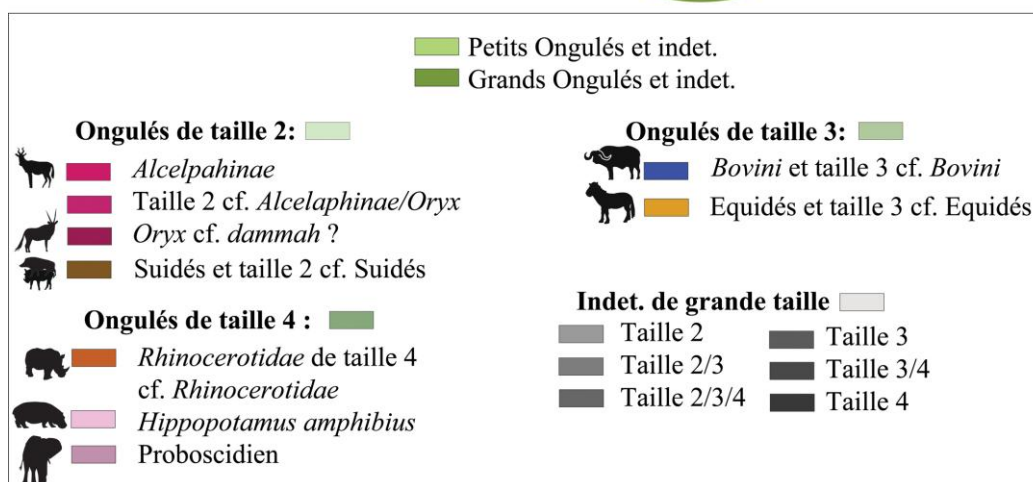 Petits Ongulés et indet.
Grands Ongulés et indet.
Ongulés de taille 2:
Alcelpahinae
Taille 2 cf. Alcelaphinae/Oryx
Oryx cf. dammah ?
Suidés et taille 2 cf. Suidés
Ongulés de taille 4 :
Rhinocerotidae de taille 4
cf. Rhinocerotidae
Hippopotamus amphibius
Proboscidien
Ongulés de taille 3:
Bovini et taille 3 cf. Bovini
Equidés et taille 3 cf. Equidés
Indet. de grande taille
Taille 2
Taille 2/3
Taille 2/3/4
Taille 3
Taille 3/4
Taille 4